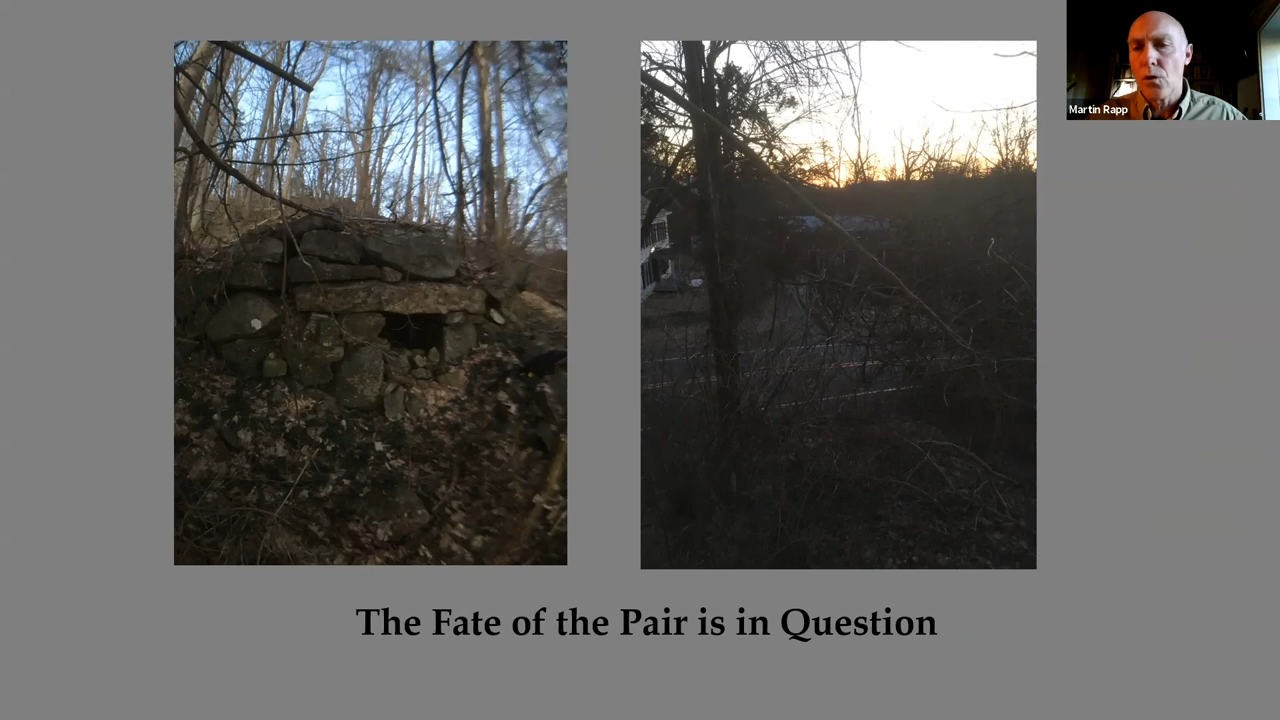 Martin Rapp
The Fate of the Pair is in Question